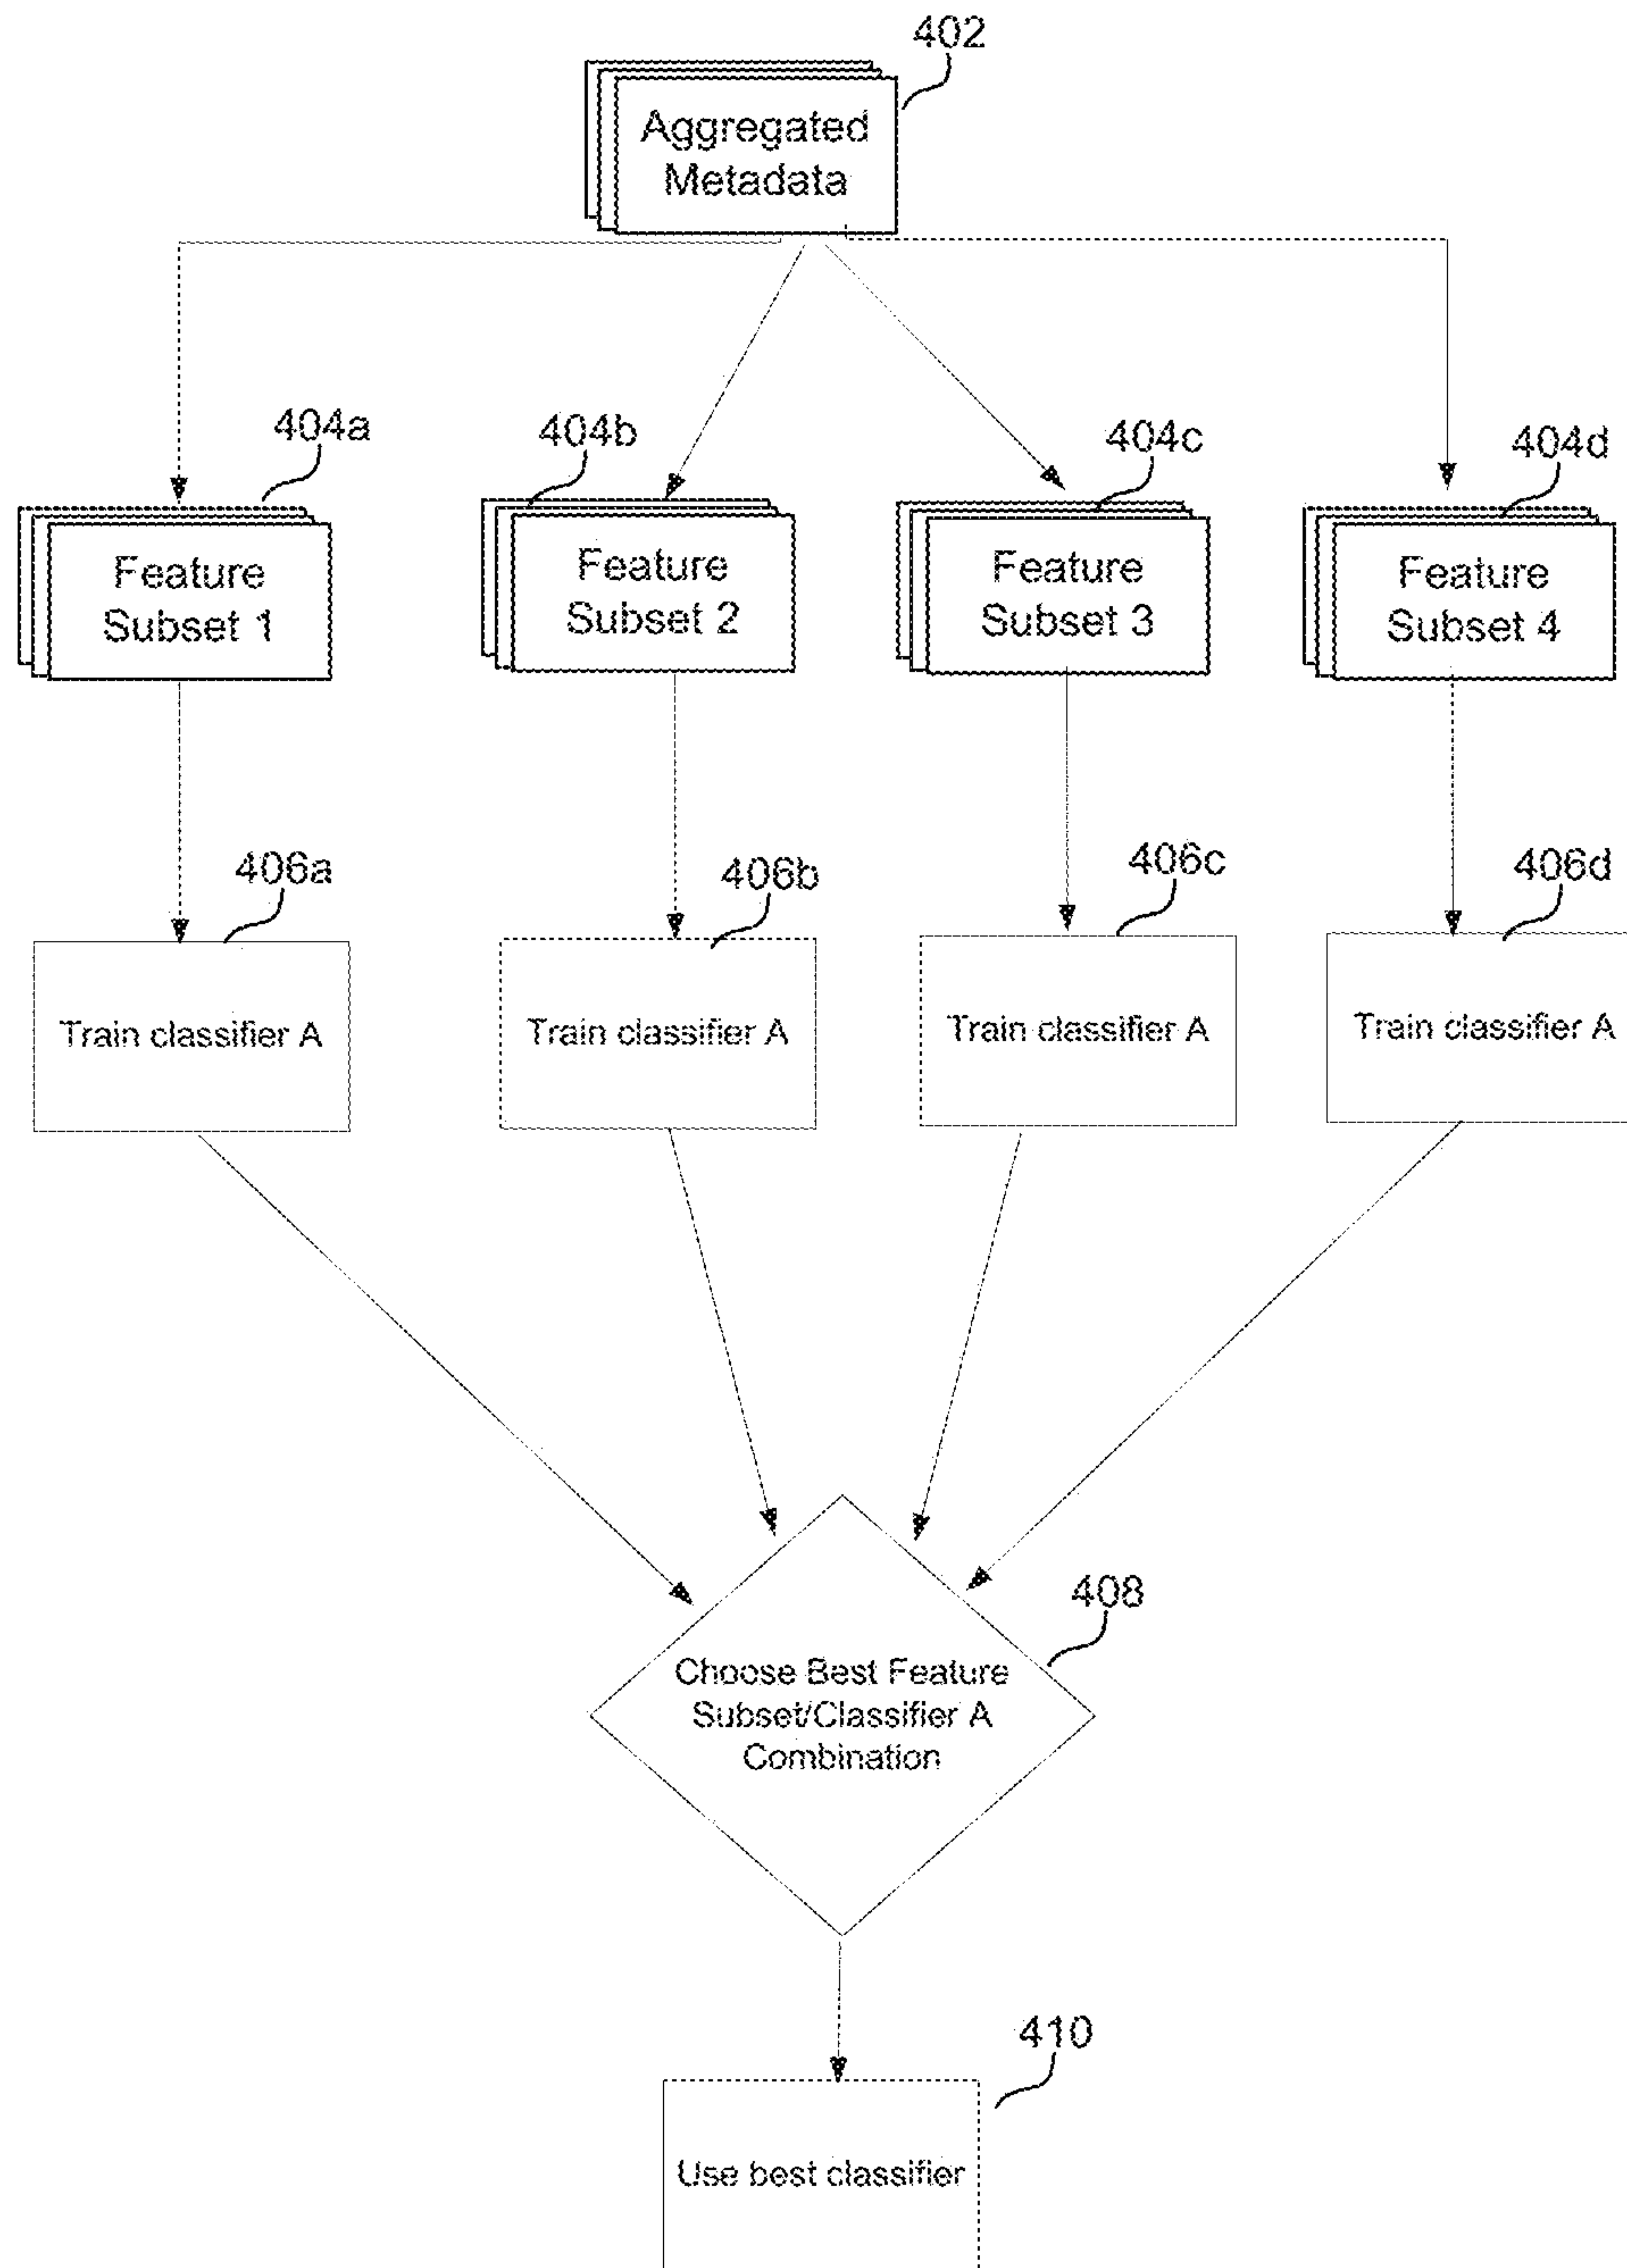 402
Aggregated
Metadata
404a
404b
404c
404d
Feature
Subset 1
Feature
Subset 2
Feature
Subset 3
Feature
Subset 4
406a
406b
406c
406d
Train classifier A
Train classifier A
Train classifier A
Train classifier A
408
Choose Best Feature
Subset/Classifier A
Combination
410
Use best classifier